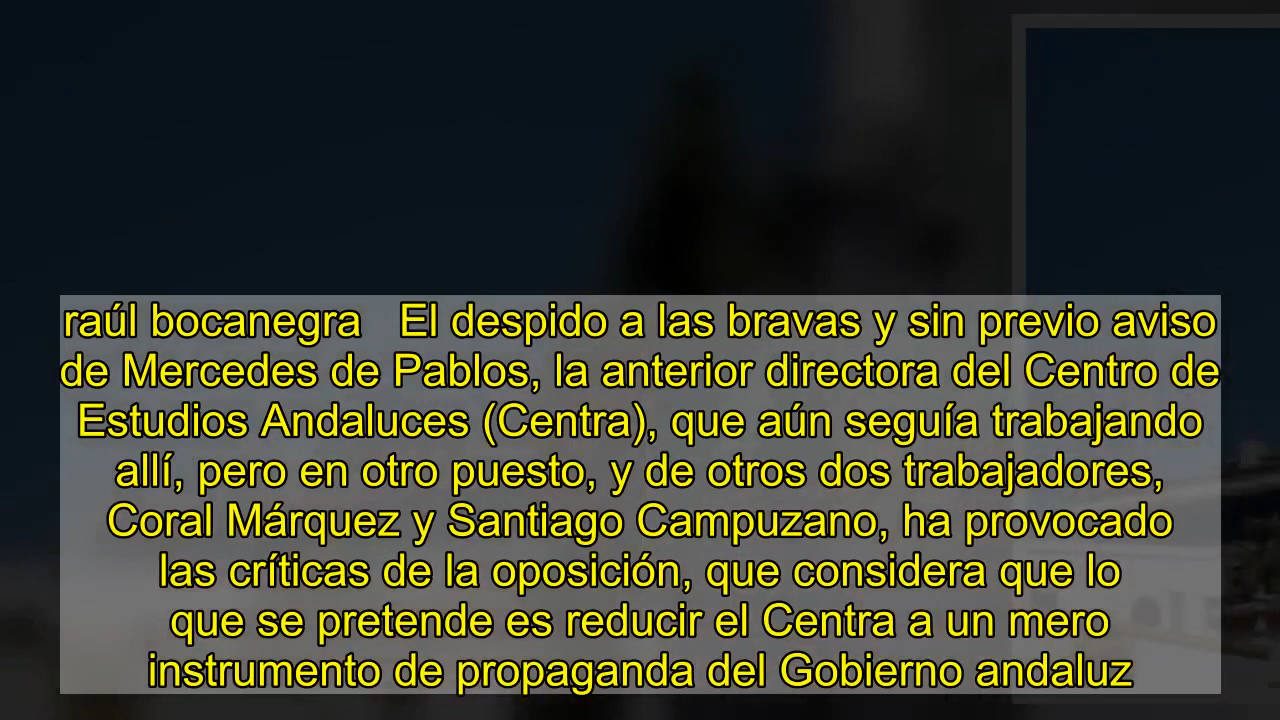 raúl bocanegra   El despido a las bravas y sin previo aviso
de Mercedes de Pablos, la anterior directora del Centro de
Estudios Andaluces (Centra), que aún seguía trabajando
allí, pero en otro puesto, y de otros dos trabajadores,
Coral Márquez y Santiago Campuzano, ha provocado
las críticas de la oposición, que considera que lo
que se pretende es reducir el Centra a un mero
instrumento de propaganda del Gobierno andaluz